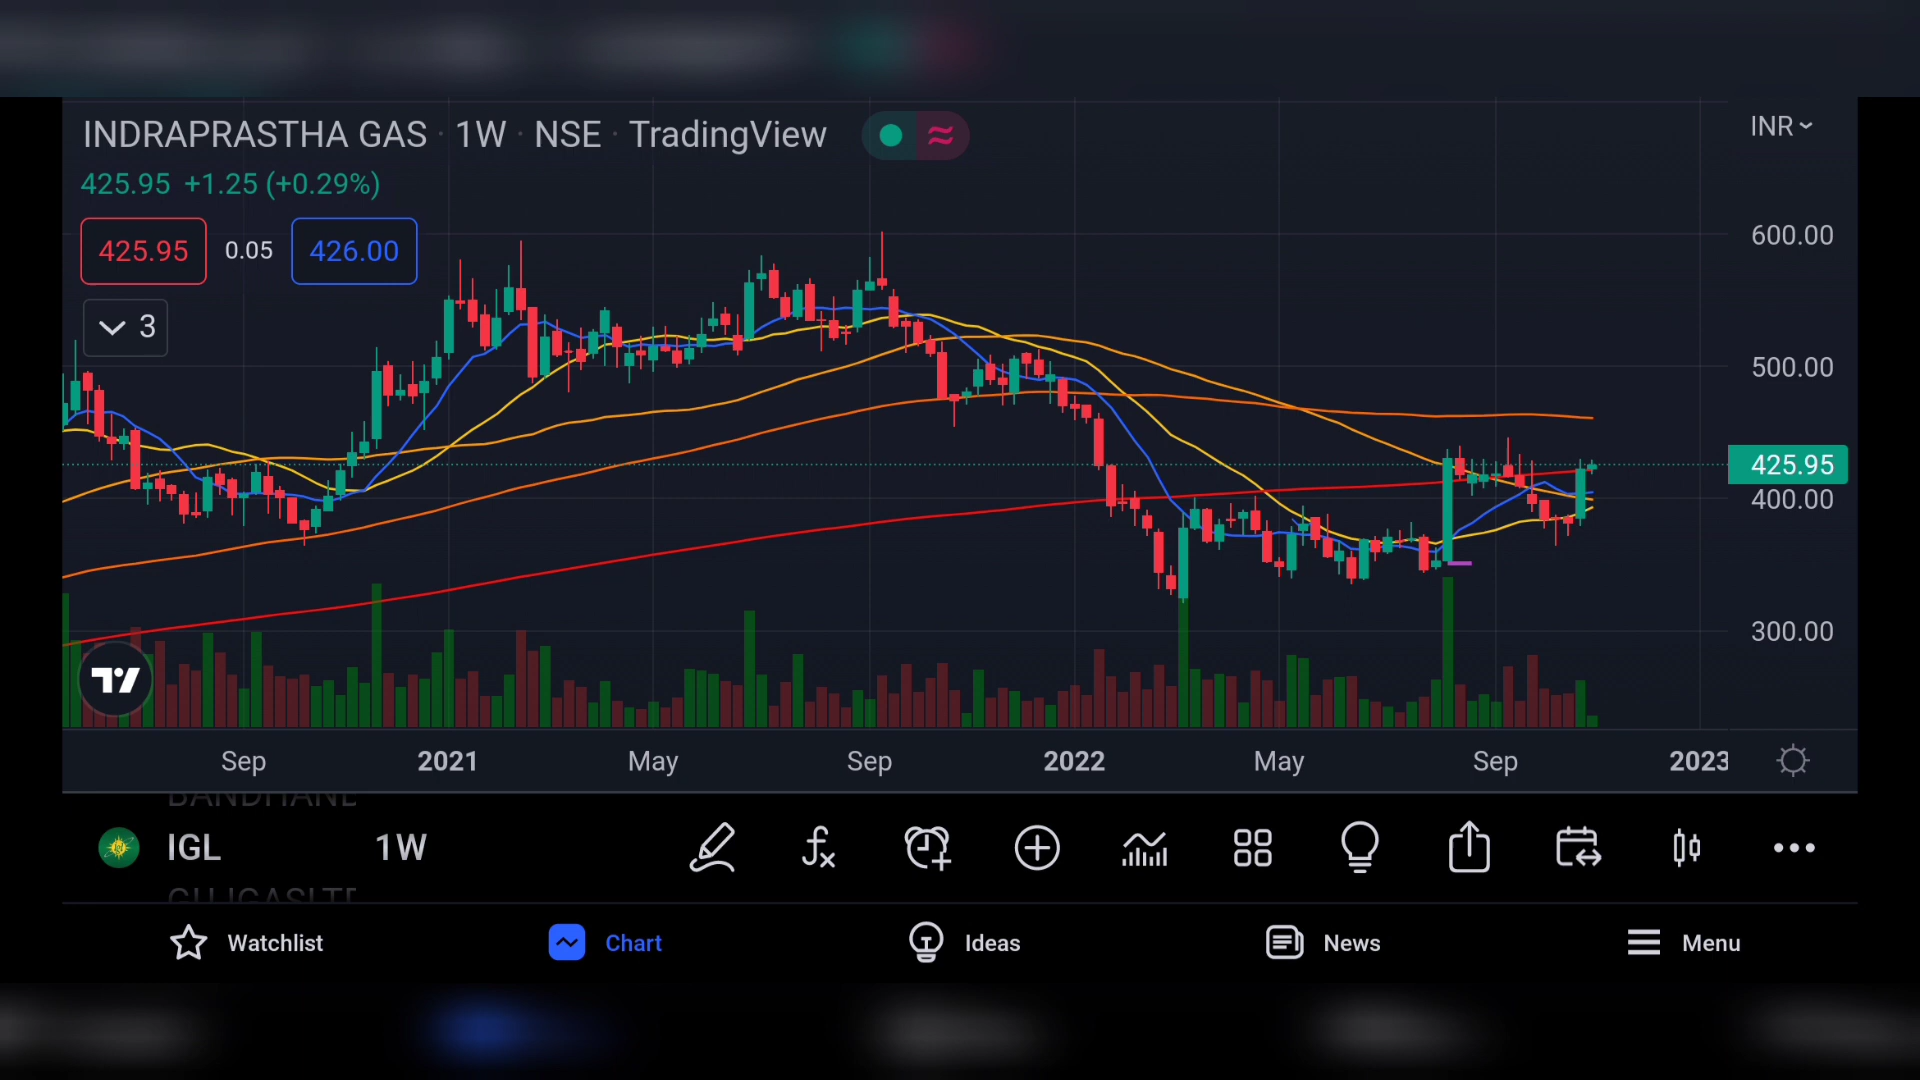 INDRAPRASTHA GAS · 1W · NSE · TradingView
INR
425.95 +1.25 (+0.29%)
425.95 0.05 426.00
3
600.00
500.00
425.95
400.00
300.00
Sep 2021 May Sep 2022 May Sep 2023
IGL 1W
Watchlist Chart Ideas News Menu